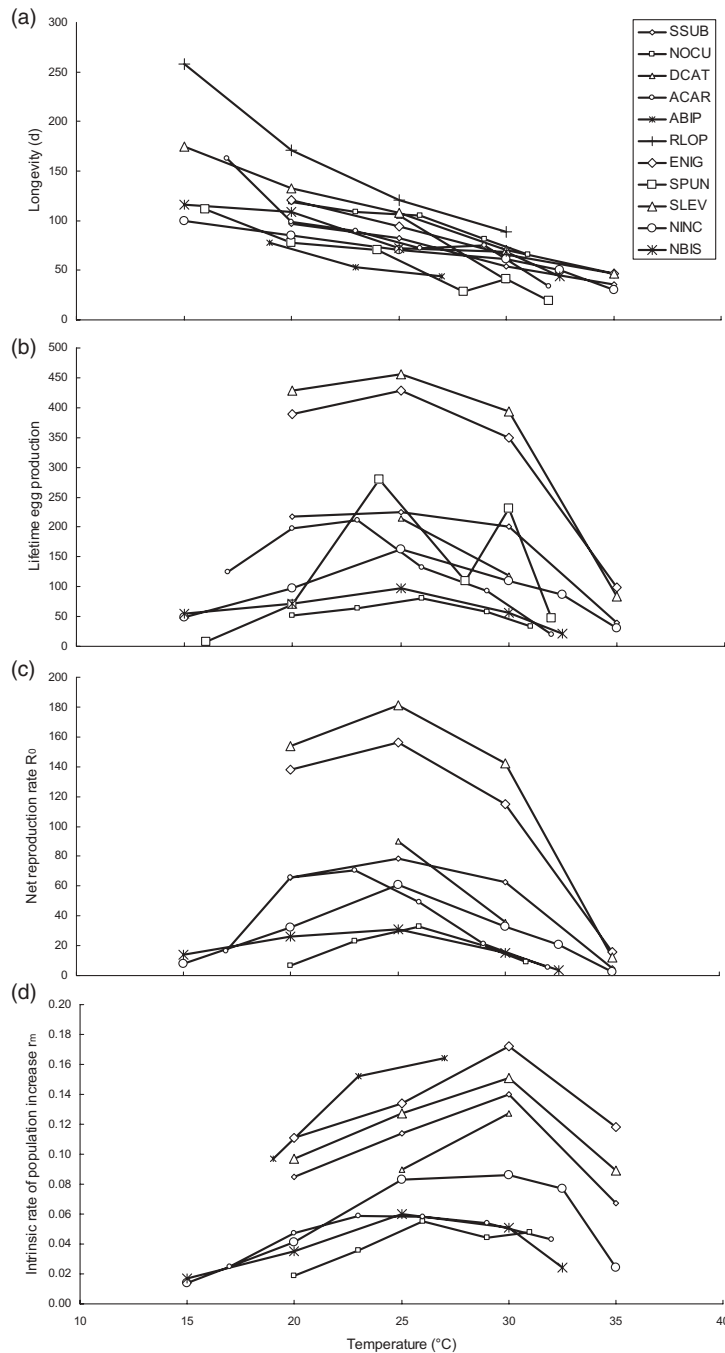 (a)
300
250
200
150
100
50
0
Longevity (d)
SSUB
NOCU
DCAT
ACAR
ABIP
RLOP
ENIG
SPUN
SLEV
NINC
NBIS
(b)
500
450
400
350
300
250
200
150
100
50
0
Lifetime egg production
(c)
200
180
160
140
120
100
80
60
40
20
0
Net reproduction rate R0
(d)
0.20
0.18
0.16
0.14
0.12
0.10
0.08
0.06
0.04
0.02
0.00
Intrinsic rate of population increase rm
10 15 20 25 30 35 40
Temperature (°C)